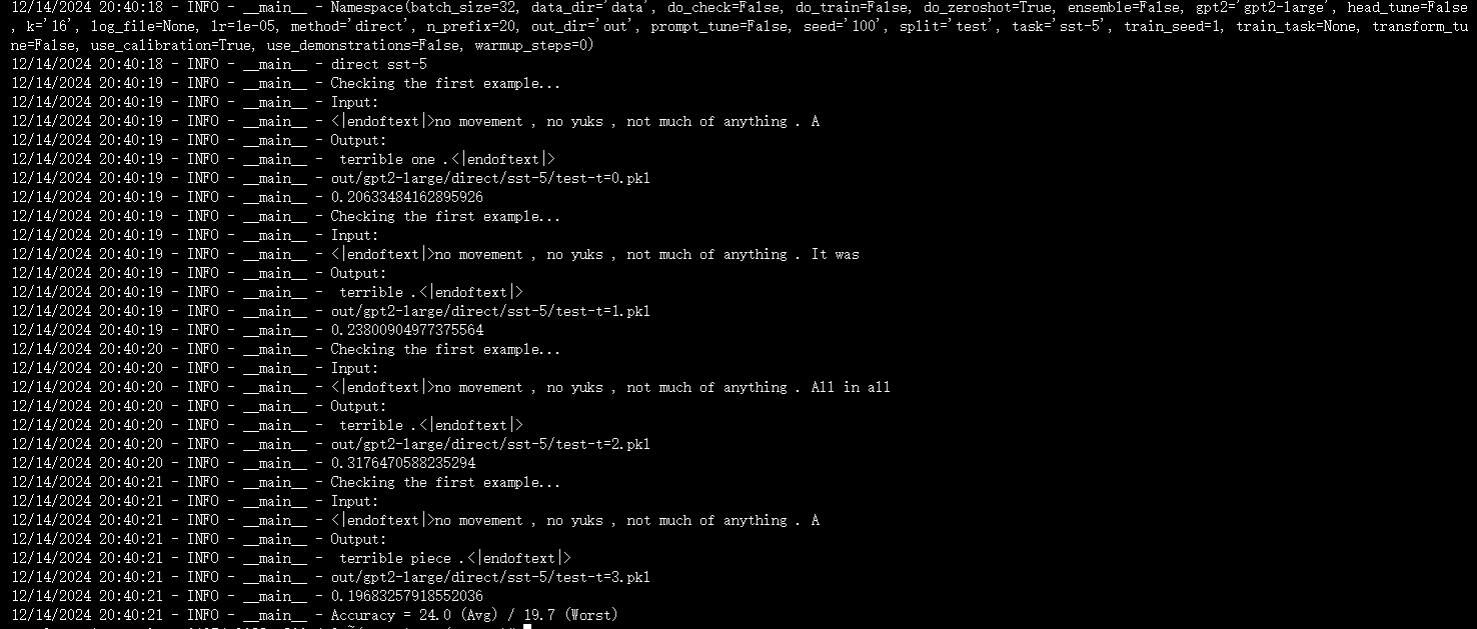 12/14/2024 20:40:18 - INFO - __main__ - Namespace(batch_size=32, data_dir='data', do_check=False, do_train=False, do_zeroshot=True, ensemble=False, gpt2='gpt2-large', head_tune=False
, k='16', log_file=None, lr=1e-05, method='direct', n_prefix=20, out_dir='out', prompt_tune=False, seed='100', split='test', task='sst-5', train_seed=1, train_task=None, transform_tu
ne=False, use_calibration=True, use_demonstrations=False, warmup_steps=0)
12/14/2024 20:40:18 - INFO - __main__ - direct sst-5
12/14/2024 20:40:19 - INFO - __main__ - Checking the first example...
12/14/2024 20:40:19 - INFO - __main__ - Input:
12/14/2024 20:40:19 - INFO - __main__ - <|endoftext|>no movement , no yuks , not much of anything . A
12/14/2024 20:40:19 - INFO - __main__ - Output:
12/14/2024 20:40:19 - INFO - __main__ -  terrible one .<|endoftext|>
12/14/2024 20:40:19 - INFO - __main__ - out/gpt2-large/direct/sst-5/test-t=0.pkl
12/14/2024 20:40:19 - INFO - __main__ - 0.20633484162895926
12/14/2024 20:40:19 - INFO - __main__ - Checking the first example...
12/14/2024 20:40:19 - INFO - __main__ - Input:
12/14/2024 20:40:19 - INFO - __main__ - <|endoftext|>no movement , no yuks , not much of anything . It was
12/14/2024 20:40:19 - INFO - __main__ - Output:
12/14/2024 20:40:19 - INFO - __main__ -  terrible .<|endoftext|>
12/14/2024 20:40:19 - INFO - __main__ - out/gpt2-large/direct/sst-5/test-t=1.pkl
12/14/2024 20:40:19 - INFO - __main__ - 0.23800904977375564
12/14/2024 20:40:20 - INFO - __main__ - Checking the first example...
12/14/2024 20:40:20 - INFO - __main__ - Input:
12/14/2024 20:40:20 - INFO - __main__ - <|endoftext|>no movement , no yuks , not much of anything . All in all
12/14/2024 20:40:20 - INFO - __main__ - Output:
12/14/2024 20:40:20 - INFO - __main__ -  terrible .<|endoftext|>
12/14/2024 20:40:20 - INFO - __main__ - out/gpt2-large/direct/sst-5/test-t=2.pkl
12/14/2024 20:40:20 - INFO - __main__ - 0.3176470588235294
12/14/2024 20:40:21 - INFO - __main__ - Checking the first example...
12/14/2024 20:40:21 - INFO - __main__ - Input:
12/14/2024 20:40:21 - INFO - __main__ - <|endoftext|>no movement , no yuks , not much of anything . A
12/14/2024 20:40:21 - INFO - __main__ - Output:
12/14/2024 20:40:21 - INFO - __main__ -  terrible piece .<|endoftext|>
12/14/2024 20:40:21 - INFO - __main__ - out/gpt2-large/direct/sst-5/test-t=3.pkl
12/14/2024 20:40:21 - INFO - __main__ - 0.19683257918552036
12/14/2024 20:40:21 - INFO - __main__ - Accuracy = 24.0 (Avg) / 19.7 (Worst)